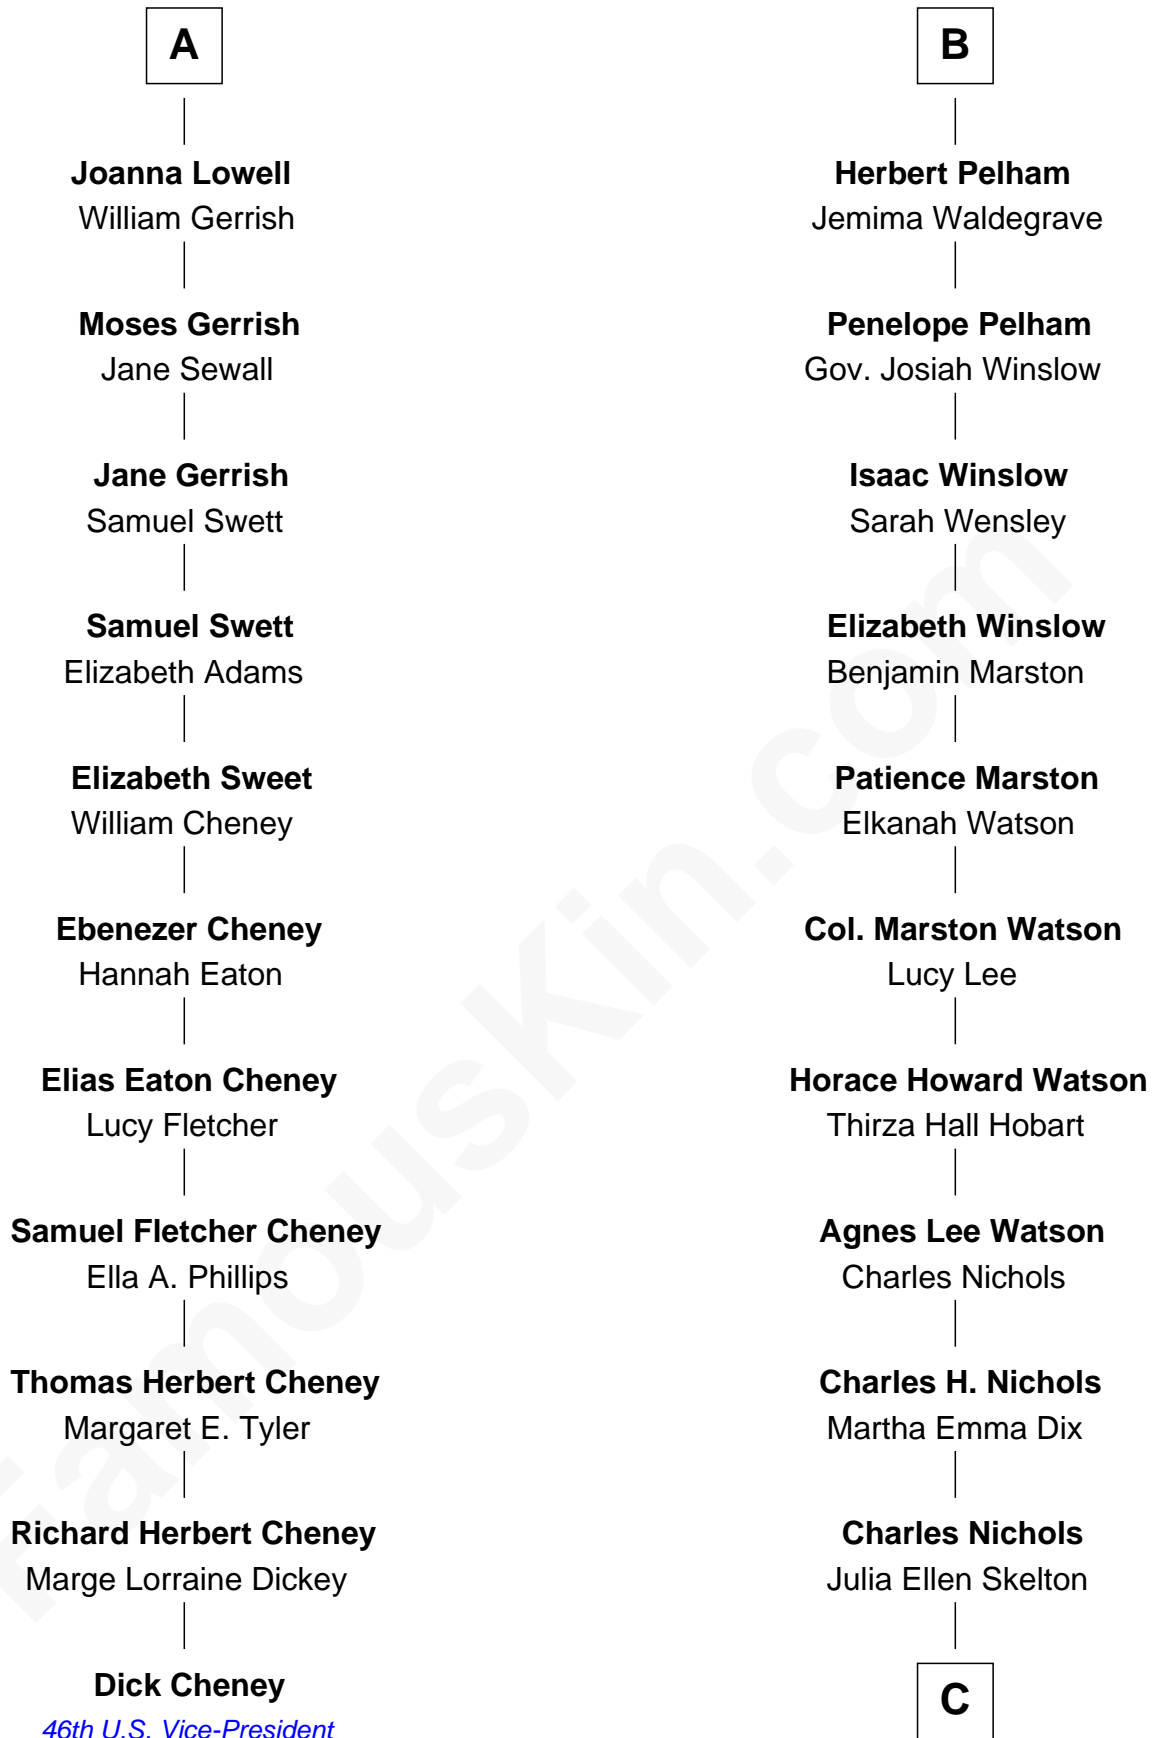 A
Joanna Lowell
William Gerrish
Moses Gerrish
Jane Sewall
Jane Gerrish
Samuel Swett
Samuel Swett
Elizabeth Adams
Elizabeth Sweet
William Cheney
Ebenezer Cheney
Hannah Eaton
Elias Eaton Cheney
Lucy Fletcher
Samuel Fletcher Cheney
Ella A. Phillips
Thomas Herbert Cheney
Margaret E. Tyler
Richard Herbert Cheney
Marge Lorraine Dickey
Dick Cheney
46th U.S. Vice-President
B
Herbert Pelham
Jemima Waldegrave
Penelope Pelham
Gov. Josiah Winslow
Isaac Winslow
Sarah Wensley
Elizabeth Winslow
Benjamin Marston
Patience Marston
Elkanah Watson
Col. Marston Watson
Lucy Lee
Horace Howard Watson
Thirza Hall Hobart
Agnes Lee Watson
Charles Nichols
Charles H. Nichols
Martha Emma Dix
Charles Nichols
Julia Ellen Skelton
C
FamousKin.com